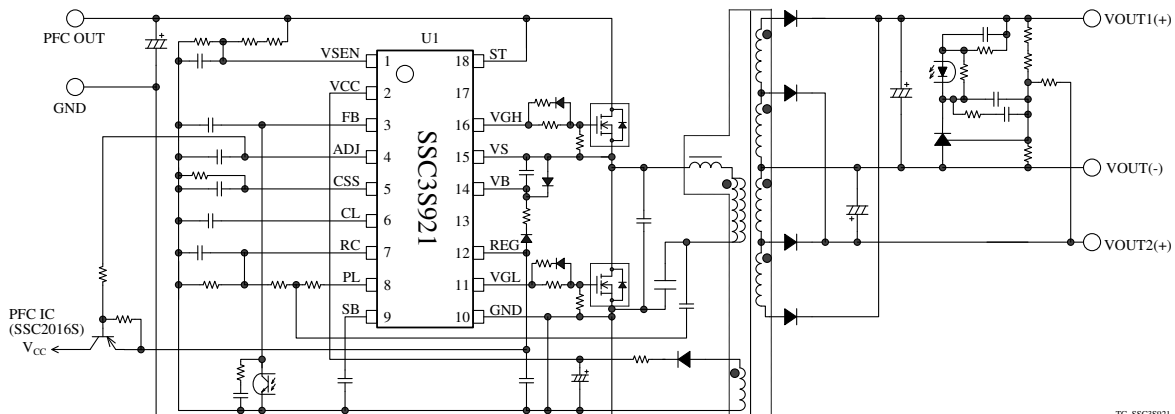 PFC OUT
GND
U1
SSC3S921
VSEN 1
VCC 2
FB 3
ADJ 4
CSS 5
CL 6
RC 7
PL 8
SB 9
18 ST
17
16 VGH
15 VS
14 VB
13
12 REG
11 VGL
10 GND
VOUT1(+)
VOUT(-)
VOUT2(+)
PFC IC
(SSC2016S)
VCC
TC_SSC3S921